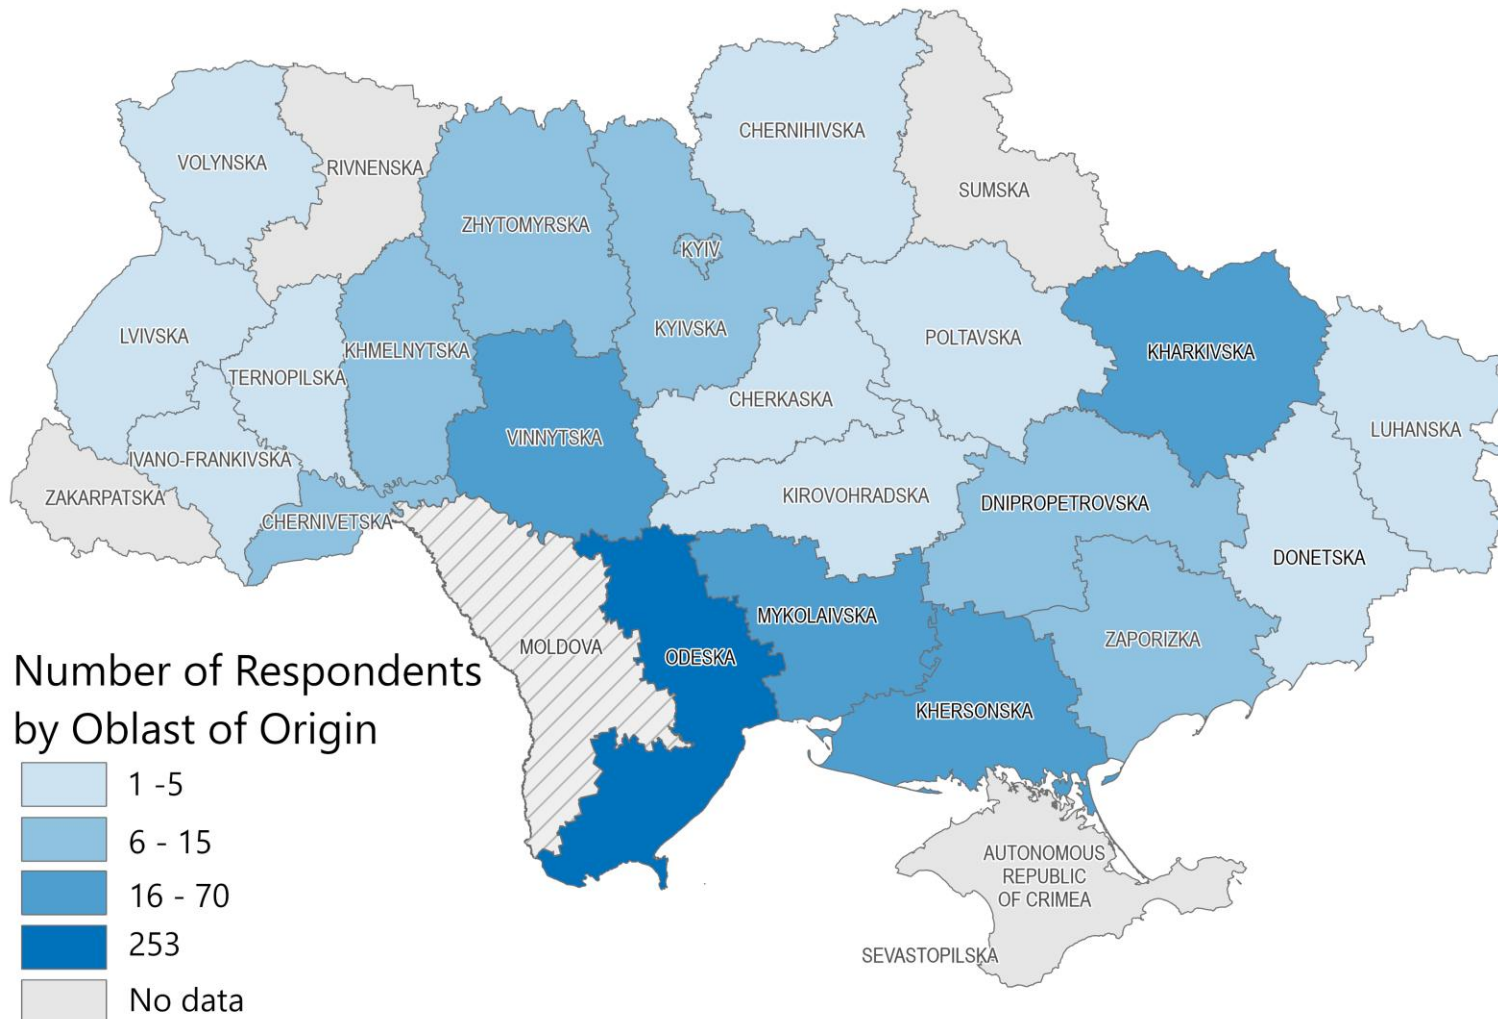 CHERNIHIVSKA
VOLYNSKA
RIVNENSKA
SUMSKA
ZHYTOMYRSKA
KYIV
LVIVSKA
KYIVSKA
POLTAVSKA
KHARKIVSKA
KHMELNYTSKA
TERNOPILSKA
CHERKASKA
LUHANSKA
VINNYTSKA
IVANO-FRANKIVSKA
ZAKARPATSKA
KIROVOHRADSKA
DNIPROPETROVSKA
CHERNIVETSKA
DONETSKA
MYKOLAIVSKA
ZAPORIZKA
MOLDOVA
ODESKA
KHERSONSKA
AUTONOMOUS
REPUBLIC
OF CRIMEA
SEVASTOPILSKA
Number of Respondents
by Oblast of Origin
1 -5
6 - 15
16 - 70
253
No data